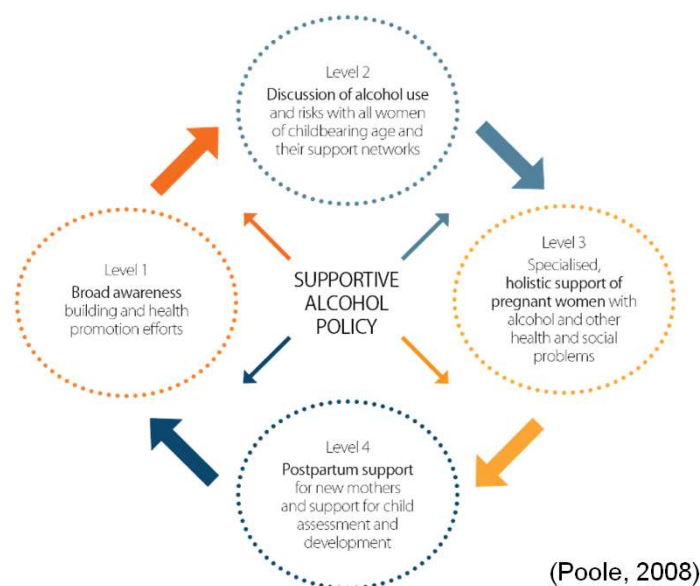 Level 2
Discussion of alcohol use
and risks with all women
of childbearing age and
their support networks
Level 1
Broad awareness
building and health
promotion efforts
SUPPORTIVE
ALCOHOL
POLICY
Level 3
Specialised,
holistic support of
pregnant women with
alcohol and other
health and social
problems
Level 4
Postpartum support
for new mothers
and support for child
assessment and
development
(Poole, 2008)